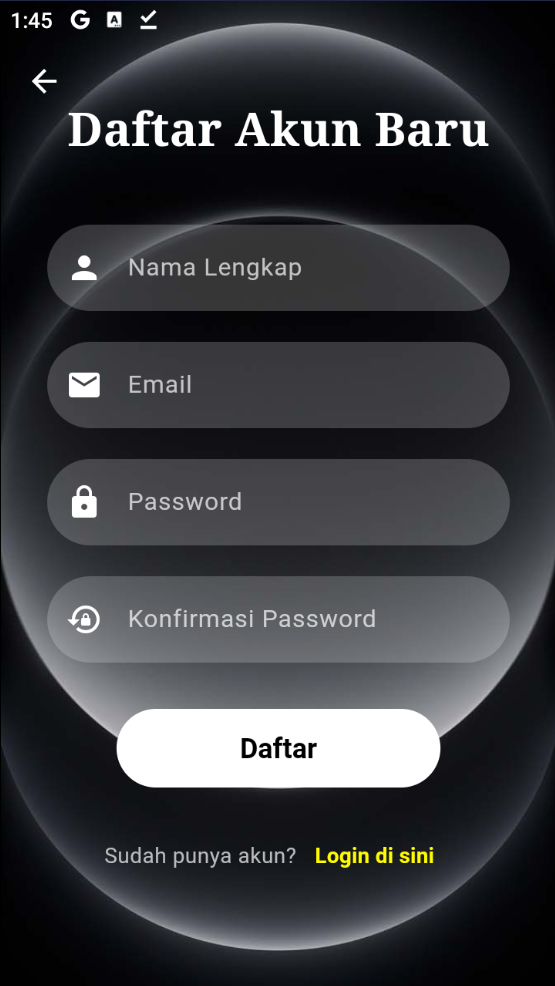 1:45 G A
Daftar Akun Baru
Nama Lengkap
Email
Password
Konfirmasi Password
Daftar
Sudah punya akun? Login di sini